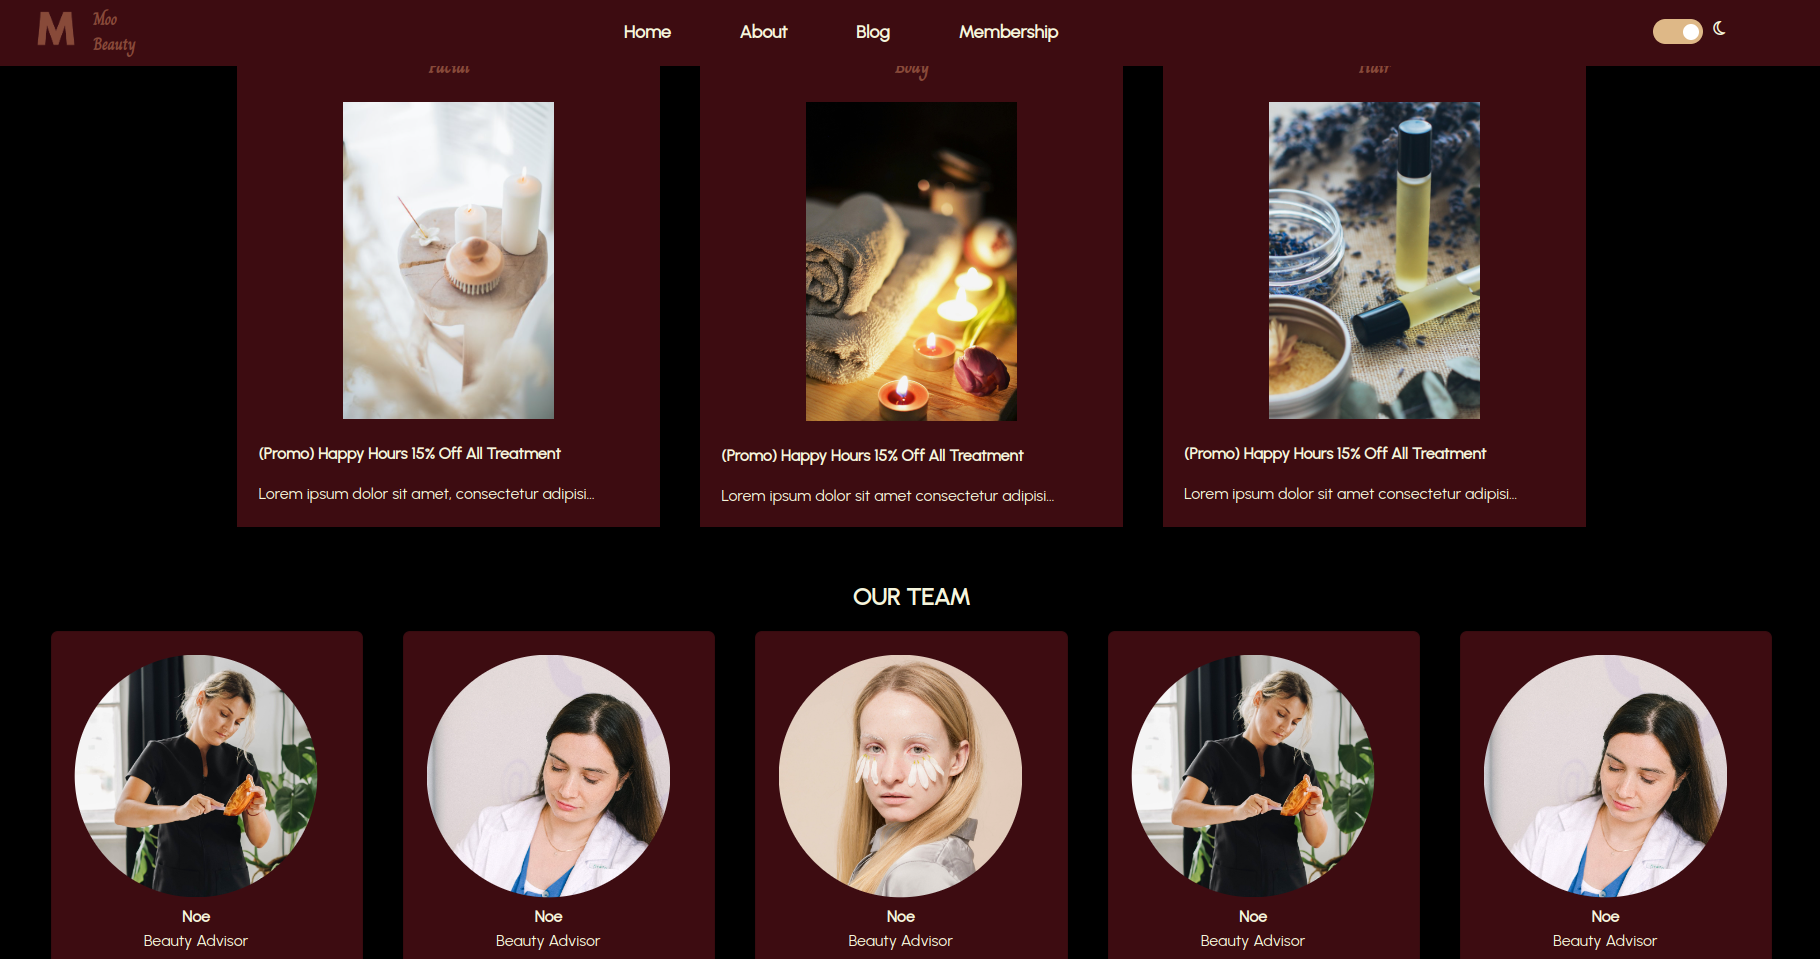 M
Moo
Beauty
Home
About
Blog
Membership
Facial
Body
Hair
(Promo) Happy Hours 15% Off All Treatment
Lorem ipsum dolor sit amet, consectetur adipisi...
(Promo) Happy Hours 15% Off All Treatment
Lorem ipsum dolor sit amet consectetur adipisi...
(Promo) Happy Hours 15% Off All Treatment
Lorem ipsum dolor sit amet consectetur adipisi...
OUR TEAM
Noe
Beauty Advisor
Noe
Beauty Advisor
Noe
Beauty Advisor
Noe
Beauty Advisor
Noe
Beauty Advisor